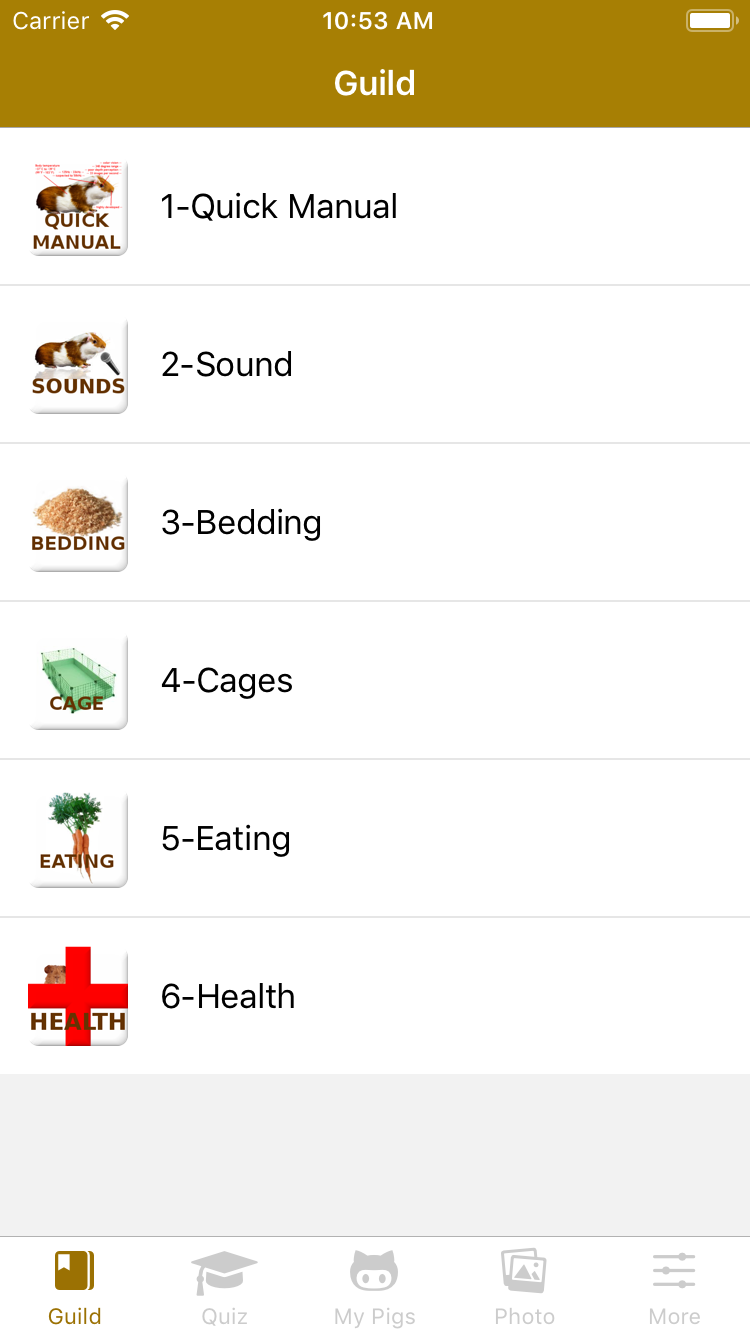 Carrier 10:53 AM
Guild
QUICK
MANUAL
1-Quick Manual
SOUNDS
2-Sound
BEDDING
3-Bedding
CAGE
4-Cages
EATING
5-Eating
HEALTH
6-Health
Guild Quiz My Pigs Photo More